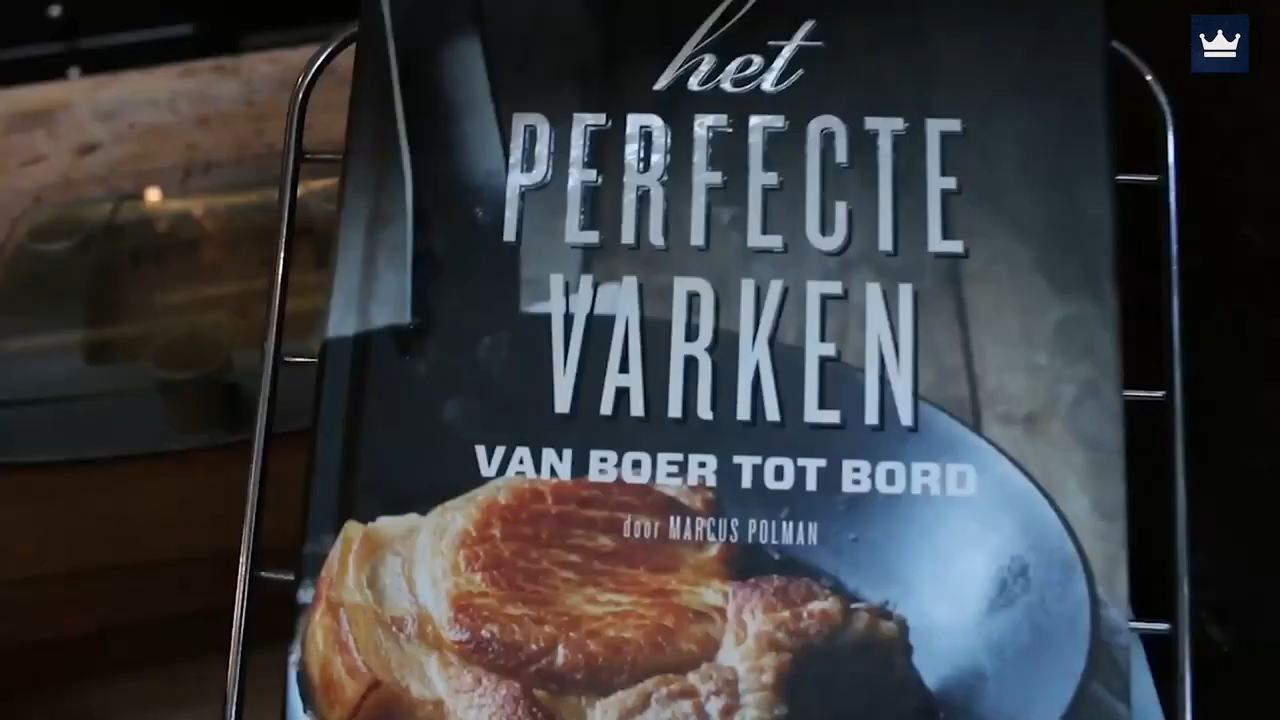 het
PERFECTE
VARKEN
VAN BOER TOT BORD
door MARCUS POLMAN